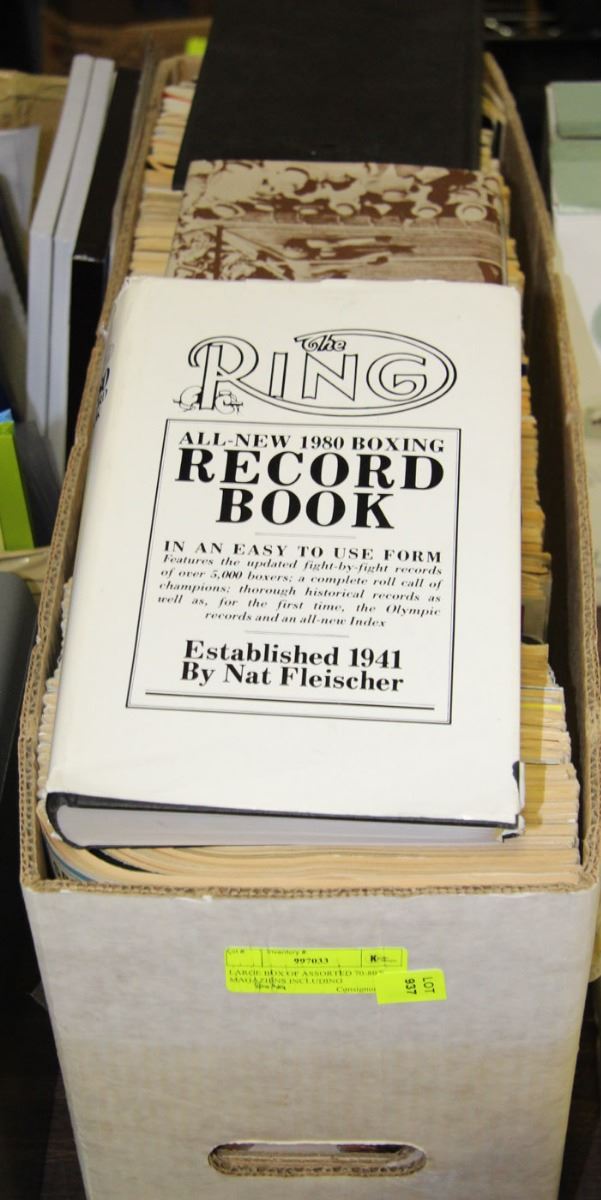 The
RING
ALL-NEW 1980 BOXING
RECORD
BOOK
IN AN EASY TO USE FORM
Features the updated fight-by-fight records
of over 5,000 boxers; a complete roll call of
champions; thorough historical records as
well as, for the first time, the Olympic
records and an all-new Index
Established 1941
By Nat Fleischer
Lot # Inventory #
997033
LARGE BOX OF ASSORTED 70-80
MAGAZIENS INCLUDING
LOT
937